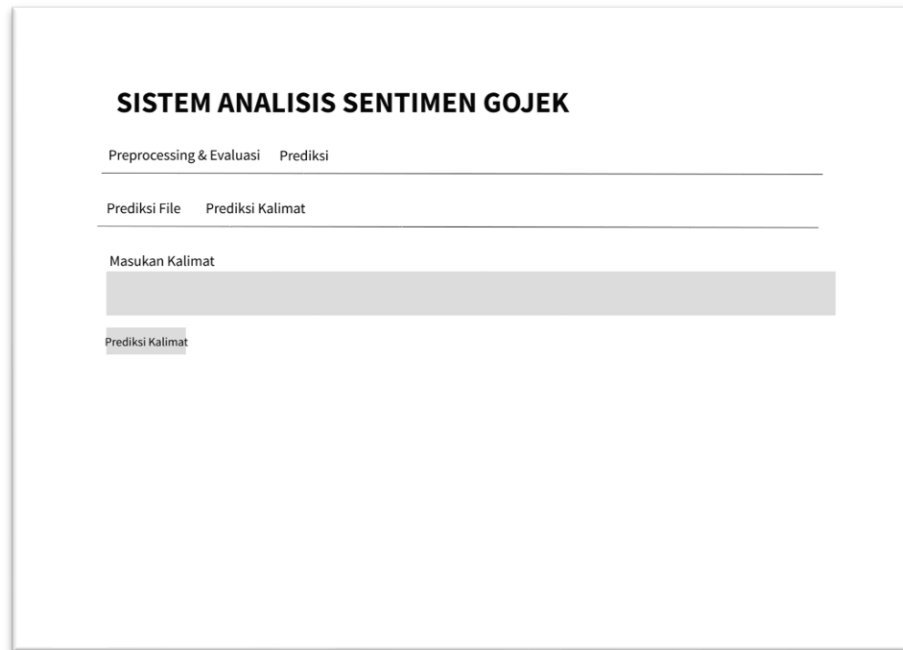 SISTEM ANALISIS SENTIMEN GOJEK
Preprocessing & Evaluasi Prediksi
Prediksi File Prediksi Kalimat
Masukan Kalimat
Prediksi Kalimat